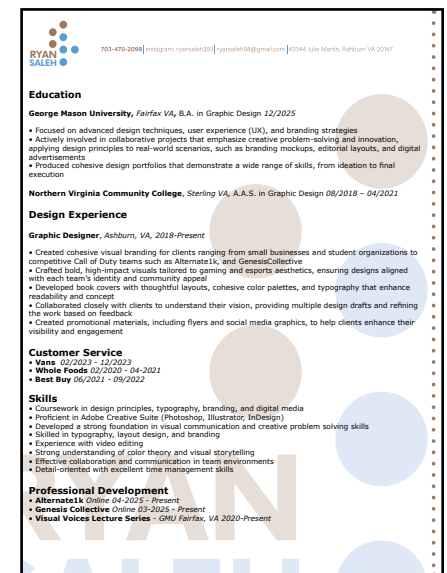 RYAN
SALEH
703-470-2098| instagram: ryansaleh393| ryansaleh98@gmail.com |43344 Julie Martin, Ashburn VA 20147
Education
George Mason University, Fairfax VA, B.A. in Graphic Design 12/2025
• Focused on advanced design techniques, user experience (UX), and branding strategies
• Actively involved in collaborative projects that emphasize creative problem-solving and innovation,
applying design principles to real-world scenarios, such as branding mockups, editorial layouts, and digital
advertisements
• Produced cohesive design portfolios that demonstrate a wide range of skills, from ideation to final
execution
Northern Virginia Community College, Sterling VA, A.A.S. in Graphic Design 08/2018 – 04/2021
Design Experience
Graphic Designer, Ashburn, VA, 2018-Present
• Created cohesive visual branding for clients ranging from small businesses and student organizations to
competitive Call of Duty teams such as Alternate1k, and GenesisCollective
• Crafted bold, high-impact visuals tailored to gaming and esports aesthetics, ensuring designs aligned
with each team's identity and community appeal
• Developed book covers with thoughtful layouts, cohesive color palettes, and typography that enhance
readability and concept
• Collaborated closely with clients to understand their vision, providing multiple design drafts and refining
the work based on feedback
• Created promotional materials, including flyers and social media graphics, to help clients enhance their
visibility and engagement
Customer Service
• Vans 02/2023 - 12/2023
• Whole Foods 02/2020 - 04-2021
• Best Buy 06/2021 - 09/2022
Skills
• Coursework in design principles, typography, branding, and digital media
• Proficient in Adobe Creative Suite (Photoshop, Illustrator, InDesign)
• Developed a strong foundation in visual communication and creative problem solving skills
• Skilled in typography, layout design, and branding
• Experience with video editing
• Strong understanding of color theory and visual storytelling
• Effective collaboration and communication in team environments
• Detail-oriented with excellent time management skills
Professional Development
• Alternate1k Online 04-2025 - Present
• Genesis Collective Online 03-2025 - Present
• Visual Voices Lecture Series - GMU Fairfax, VA 2020-Present
RYAN
SALEH